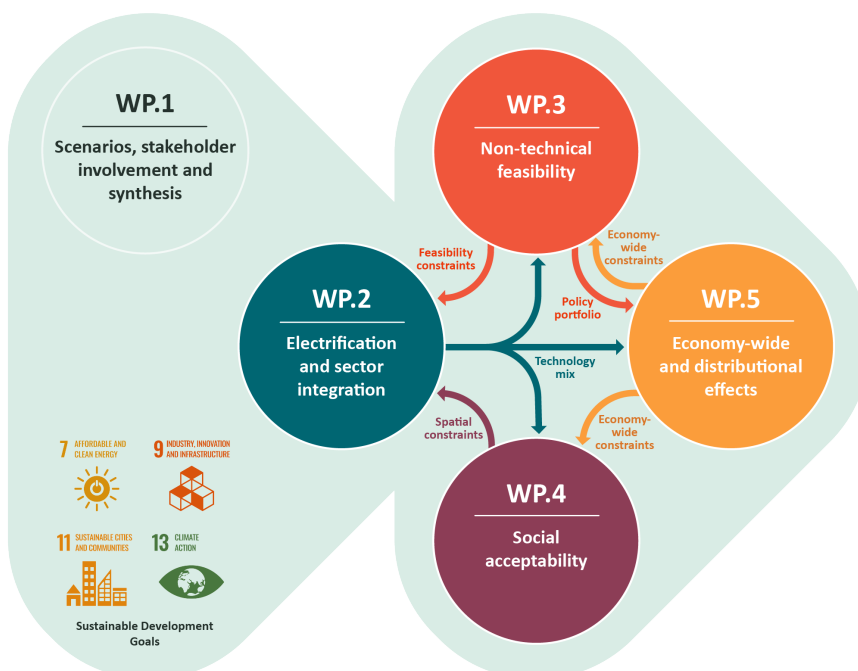 WP.1
Scenarios, stakeholder
involvement and
synthesis
WP.3
Non-technical
feasibility
Feasibility
constraints
Economy-
wide
constraints
Policy
portfolio
WP.2
Electrification
and sector
integration
WP.5
Economy-wide
and distributional
effects
Technology
mix
Spatial
constraints
Economy-
wide
constraints
WP.4
Social
acceptability
7 AFFORDABLE AND
CLEAN ENERGY
9 INDUSTRY, INNOVATION
AND INFRASTRUCTURE
11 SUSTAINABLE CITIES
AND COMMUNITIES
13 CLIMATE
ACTION
Sustainable Development
Goals